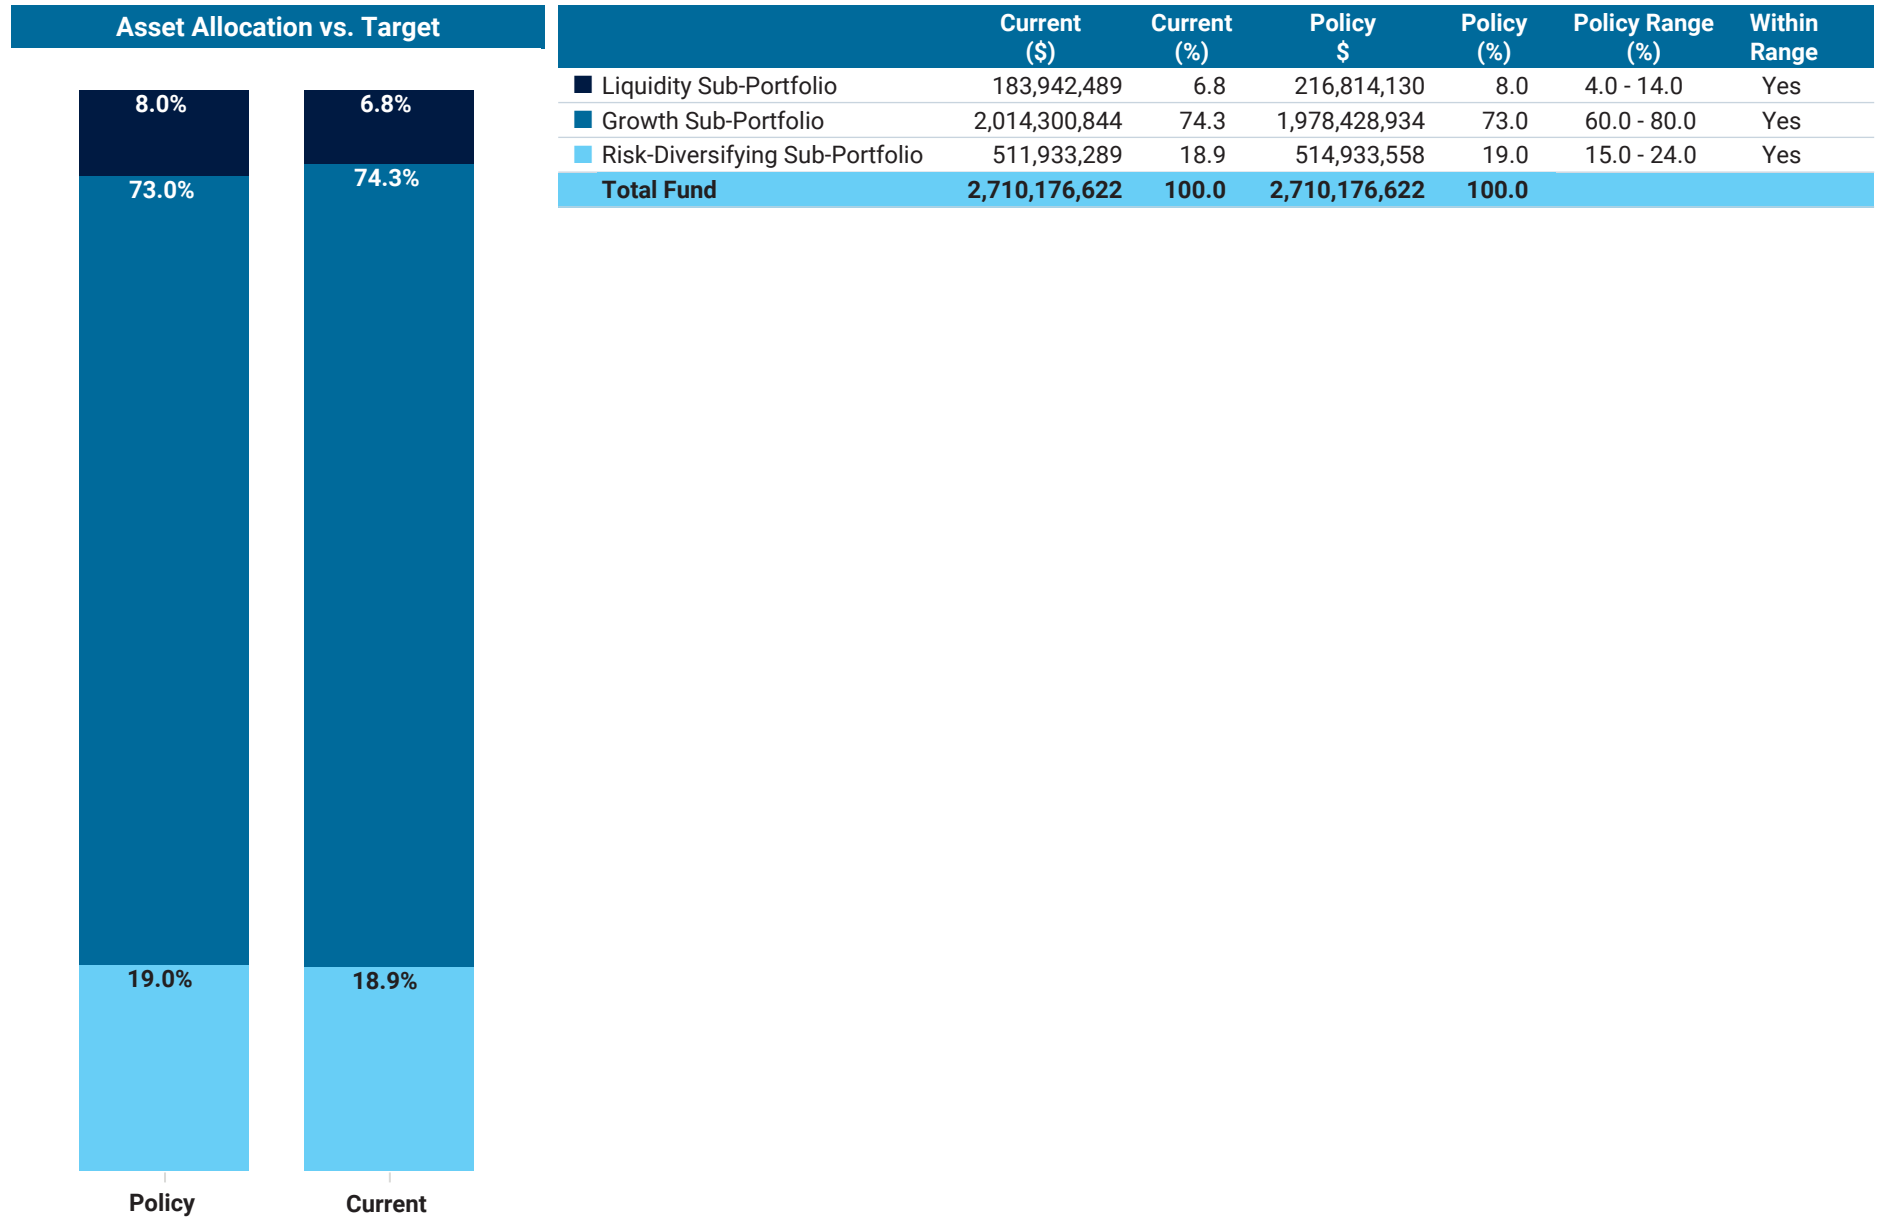 Asset Allocation vs. Target
8.0%
6.8%
73.0%
74.3%
19.0%
18.9%
Policy
Current
Current ($) Current (%) Policy $ Policy (%) Policy Range (%) Within Range
Liquidity Sub-Portfolio 183,942,489 6.8 216,814,130 8.0 4.0 - 14.0 Yes
Growth Sub-Portfolio 2,014,300,844 74.3 1,978,428,934 73.0 60.0 - 80.0 Yes
Risk-Diversifying Sub-Portfolio 511,933,289 18.9 514,933,558 19.0 15.0 - 24.0 Yes
Total Fund 2,710,176,622 100.0 2,710,176,622 100.0